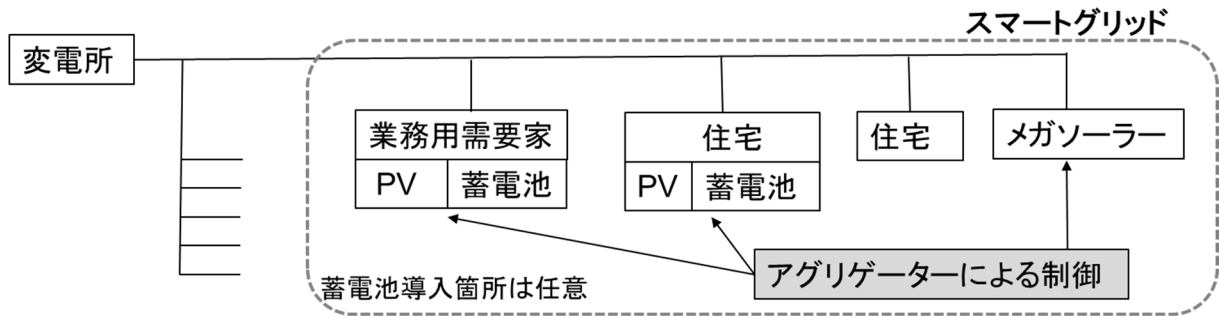 スマートグリッド
変電所
業務用需要家
PV
蓄電池
住宅
PV
蓄電池
住宅
メガソーラー
アグリゲーターによる制御
蓄電池導入箇所は任意